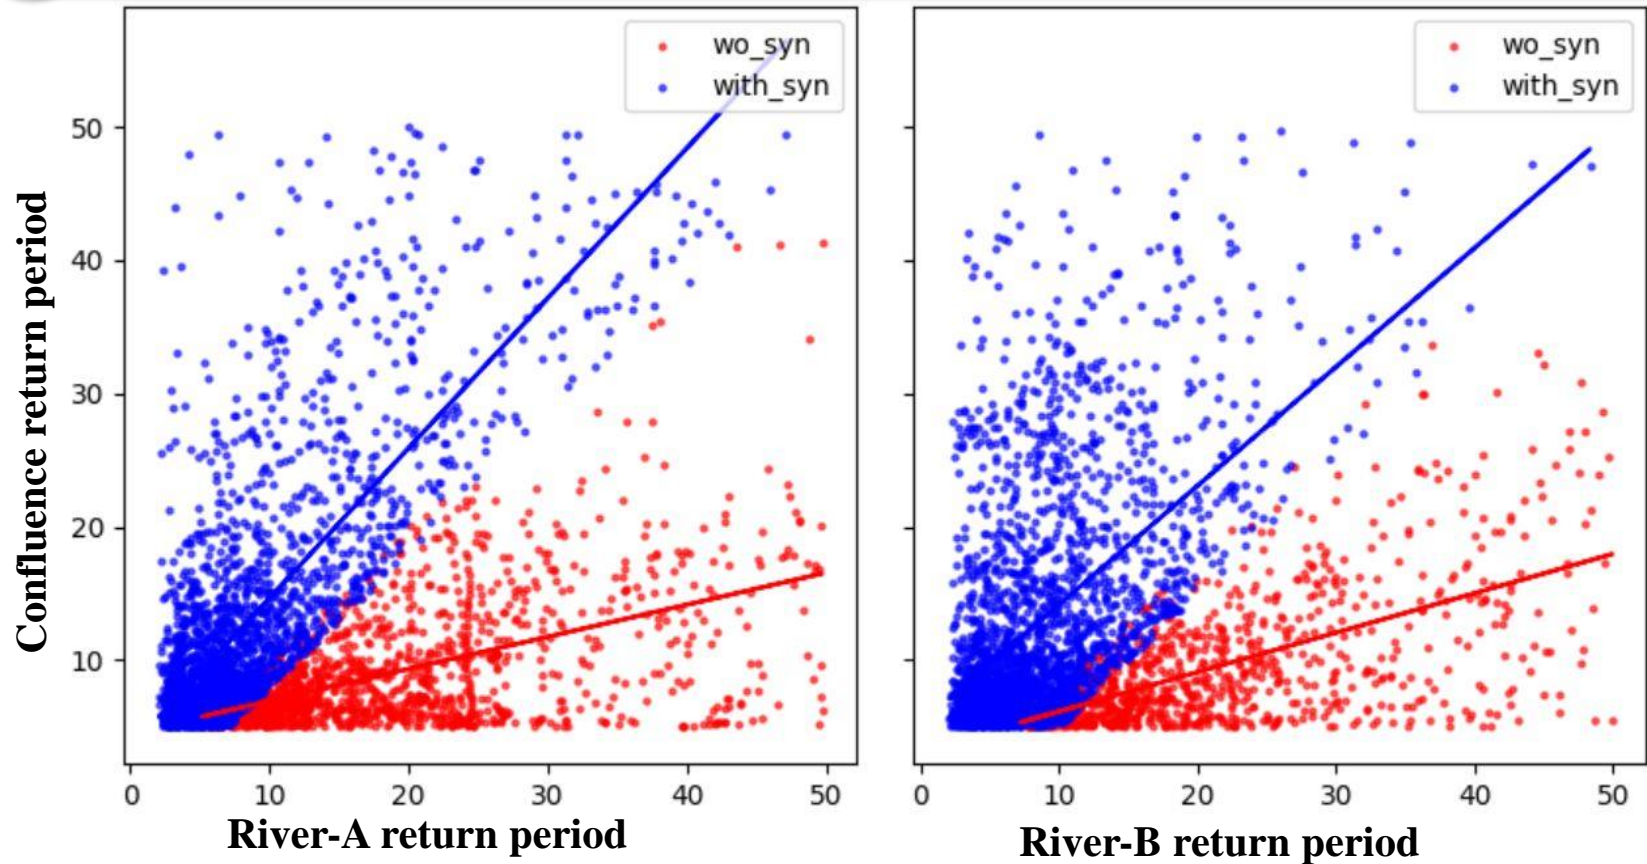 wo_syn
with_syn
wo_syn
with_syn
Confluence return period
50
40
30
20
10
0 10 20 30 40 50
0 10 20 30 40 50
River-A return period
River-B return period